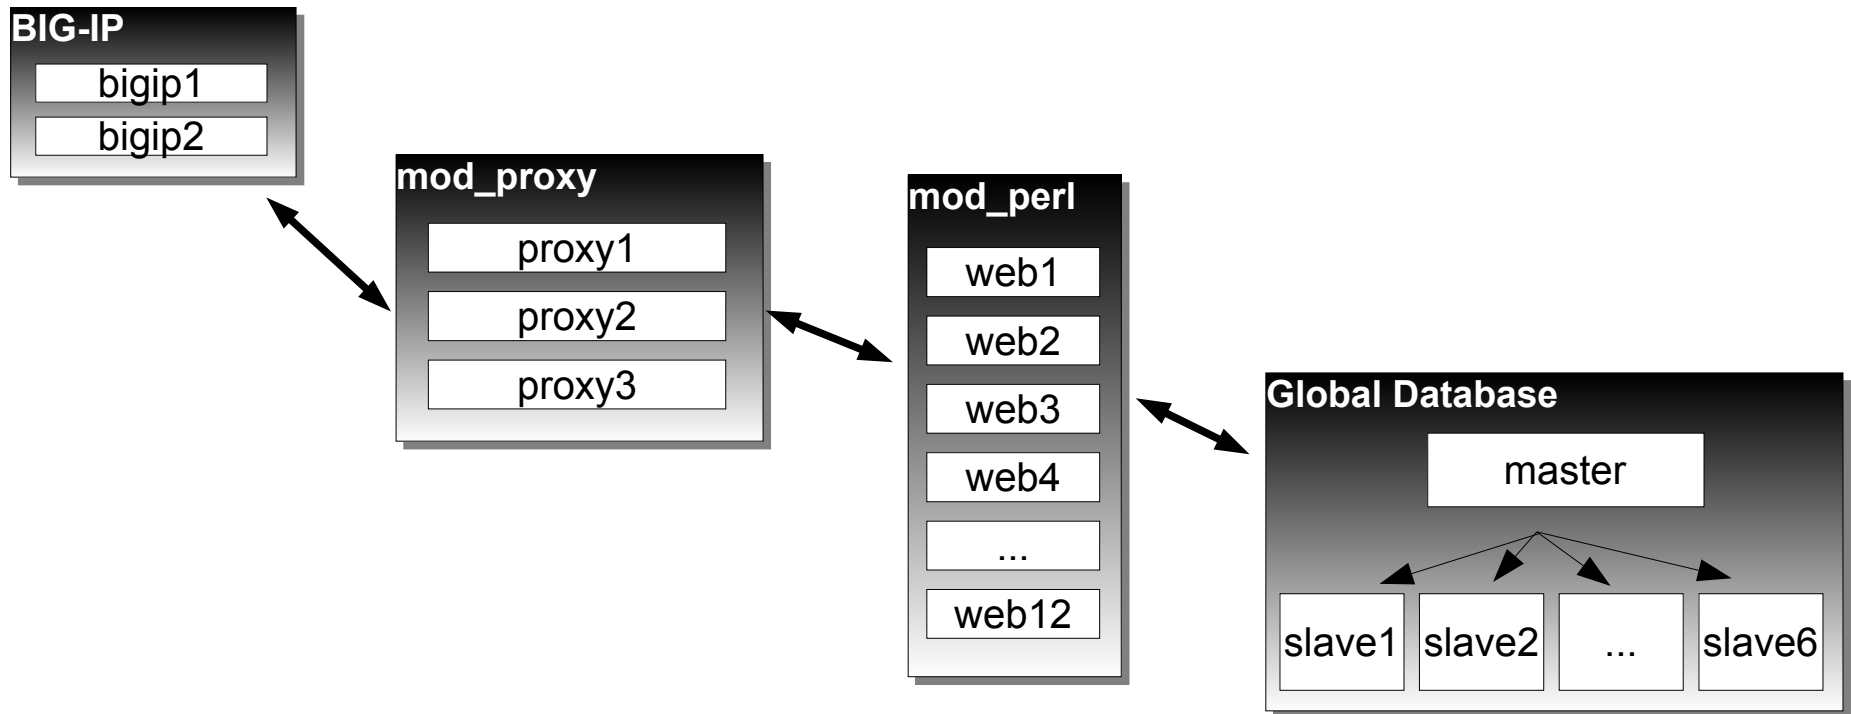 BIG-IP
bigip1
bigip2
mod_proxy
proxy1
proxy2
proxy3
mod_perl
web1
web2
web3
web4
...
web12
Global Database
master
slave1 slave2 ... slave6